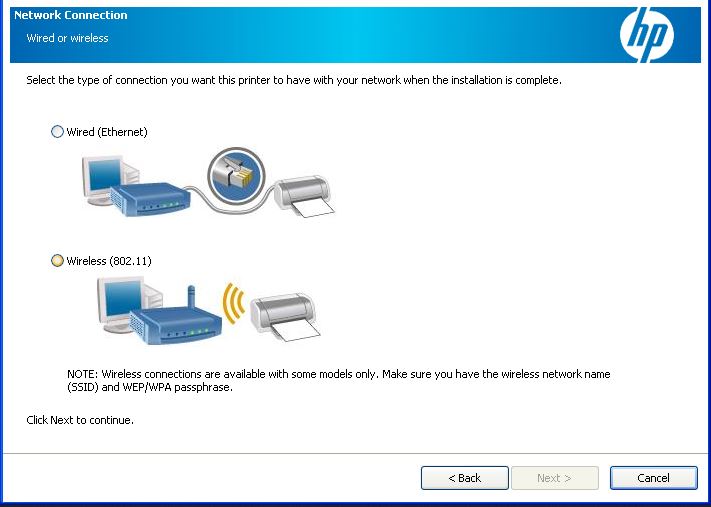 Network Connection
Wired or wireless
hp
Select the type of connection you want this printer to have with your network when the installation is complete.
Wired (Ethernet)
Wireless (802.11)
NOTE: Wireless connections are available with some models only. Make sure you have the wireless network name
(SSID) and WEP/WPA passphrase.
Click Next to continue.
< Back
Next >
Cancel